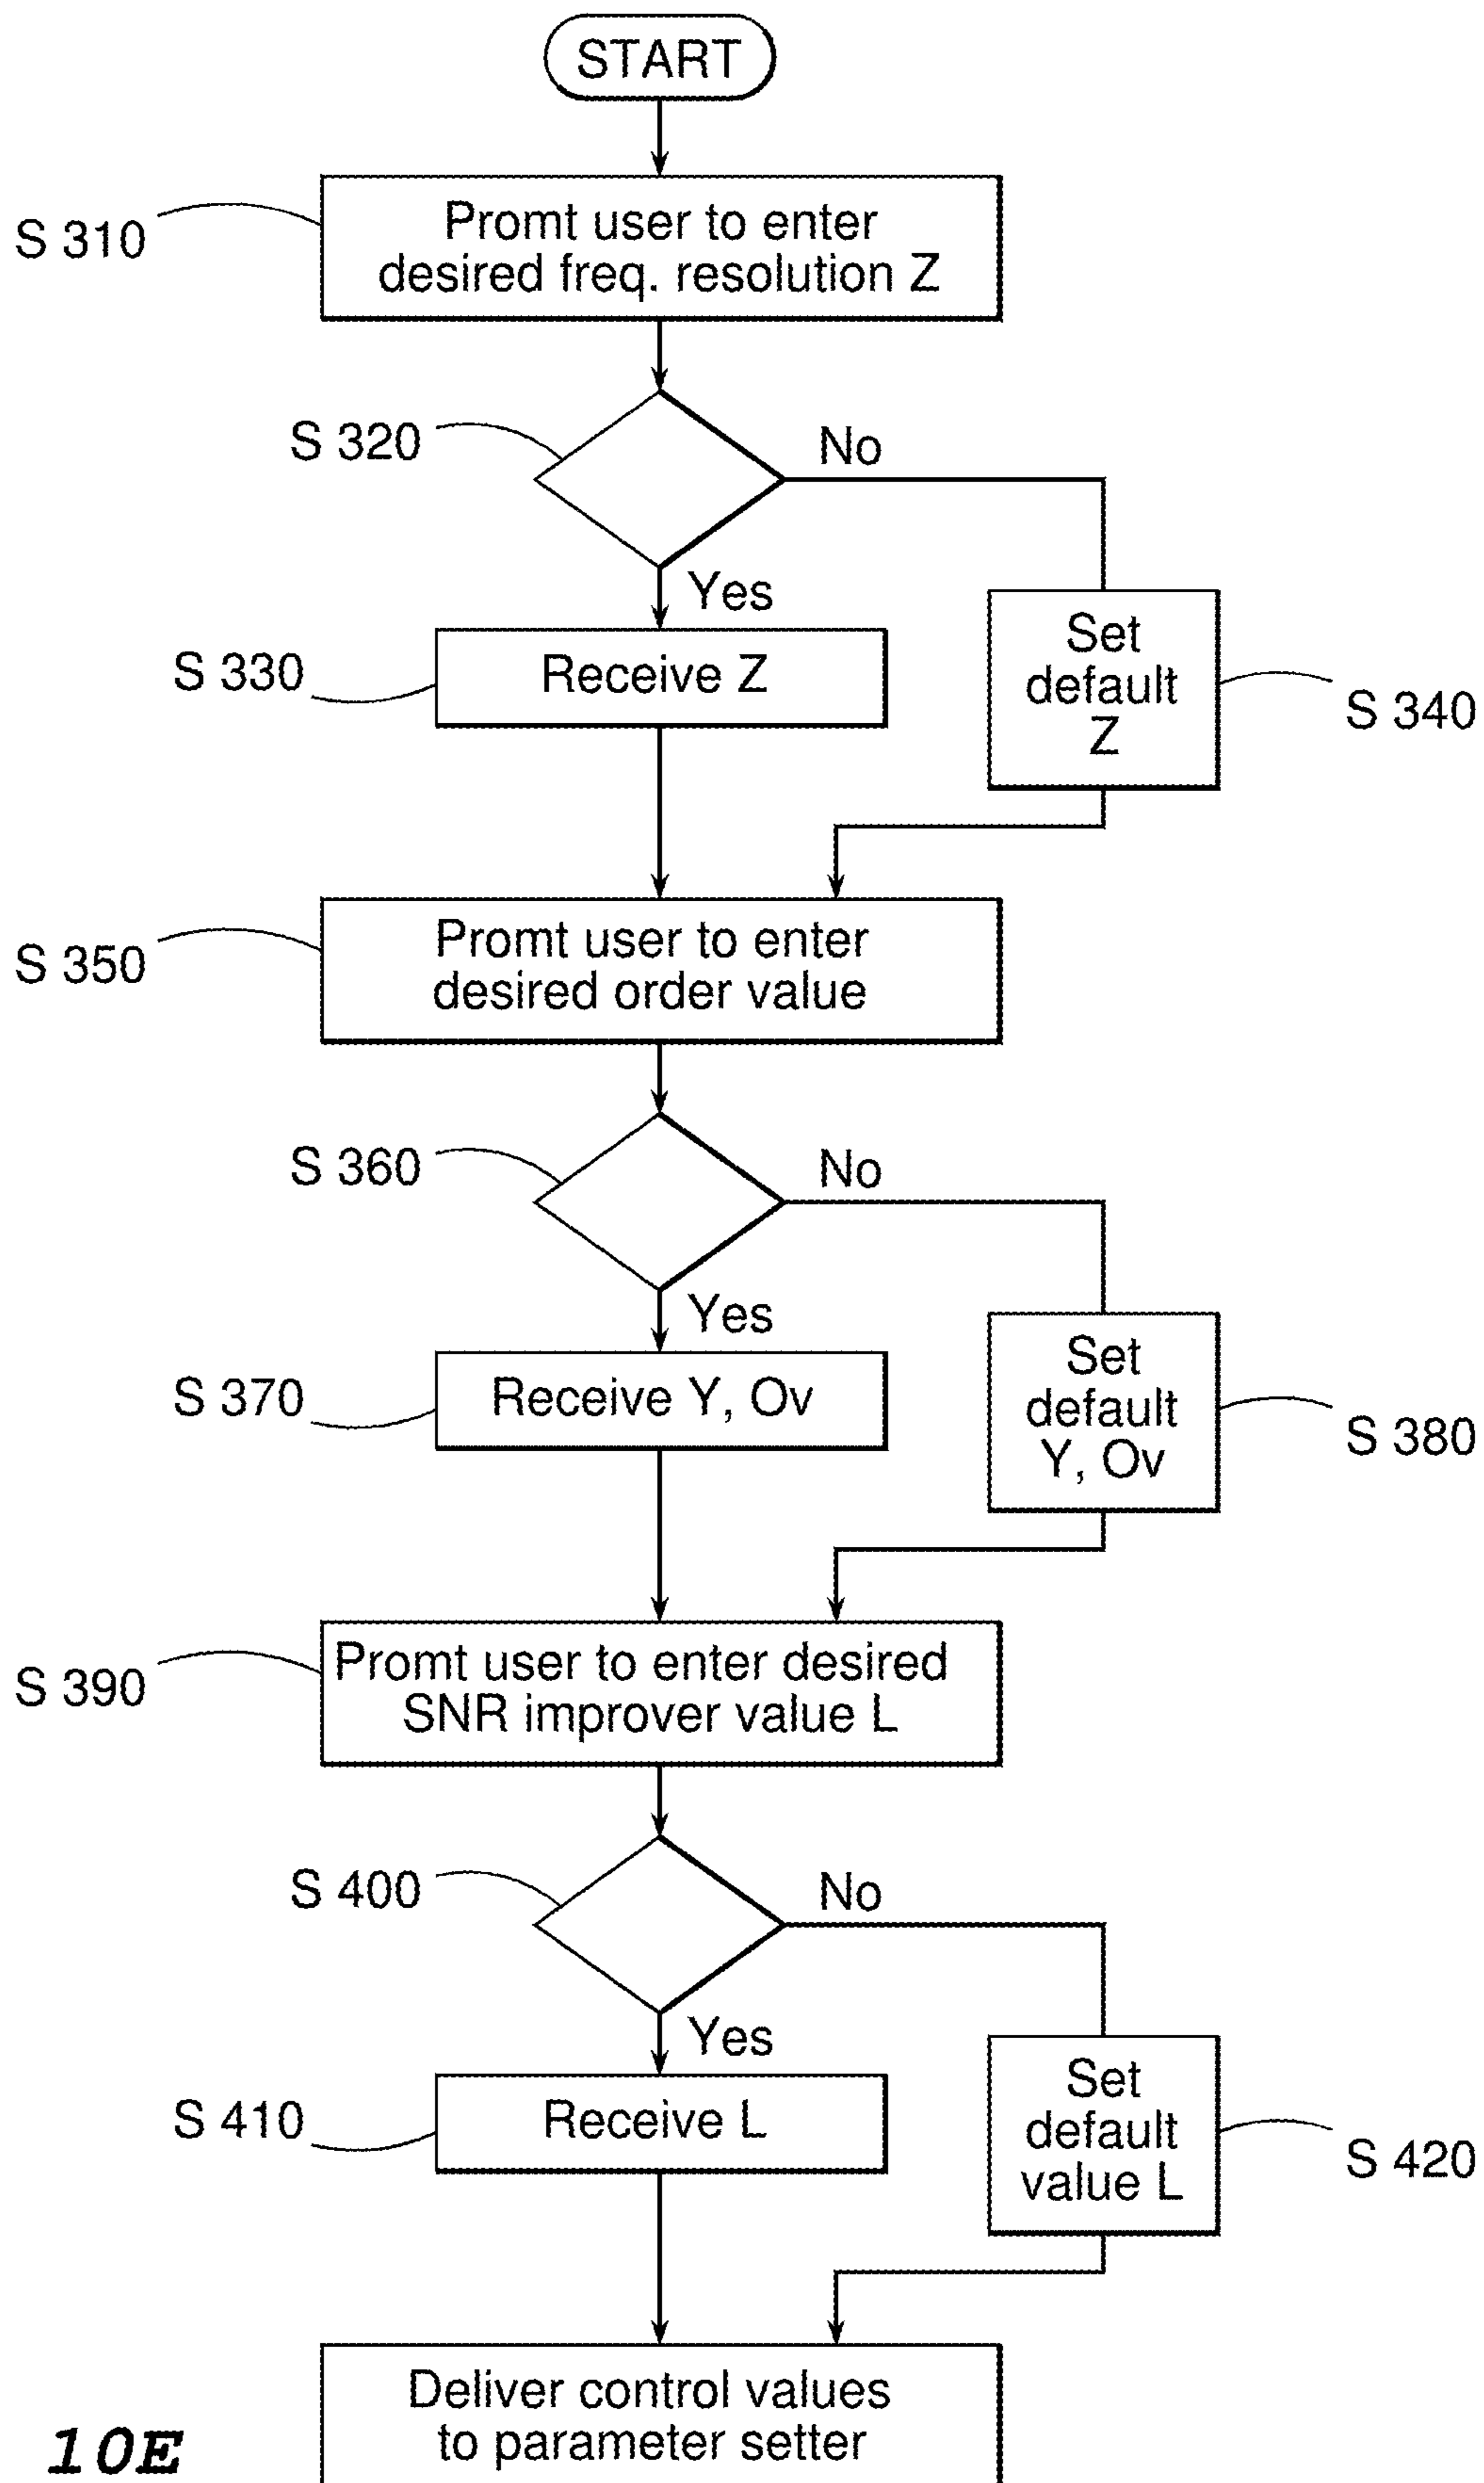 START
S 310
Promt user to enter
desired freq. resolution Z
S 320
No
Yes
S 330
Receive Z
Set
default
Z
S 340
S 350
Promt user to enter
desired order value
S 360
No
Yes
S 370
Receive Y, Ov
Set
default
Y, Ov
S 380
S 390
Promt user to enter desired
SNR improver value L
S 400
No
Yes
S 410
Receive L
Set
default
value L
S 420
Deliver control values
to parameter setter
10E